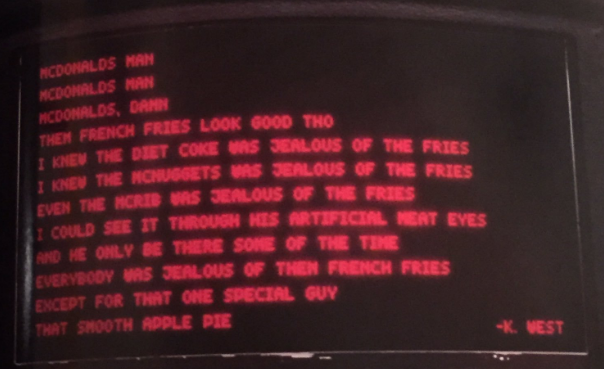 MCDONALDS MAN
MCDONALDS MAN
MCDONALDS, DAMN
THEM FRENCH FRIES LOOK GOOD THO
I KNEW THE DIET COKE WAS JEALOUS OF THE FRIES
I KNEW THE MCNUGGETS WAS JEALOUS OF THE FRIES
EVEN THE MCRIB WAS JEALOUS OF THE FRIES
I COULD SEE IT THROUGH HIS ARTIFICIAL MEAT EYES
AND HE ONLY BE THERE SOME OF THE TIME
EVERYBODY WAS JEALOUS OF THEM FRENCH FRIES
EXCEPT FOR THAT ONE SPECIAL GUY
THAT SMOOTH APPLE PIE -K. WEST